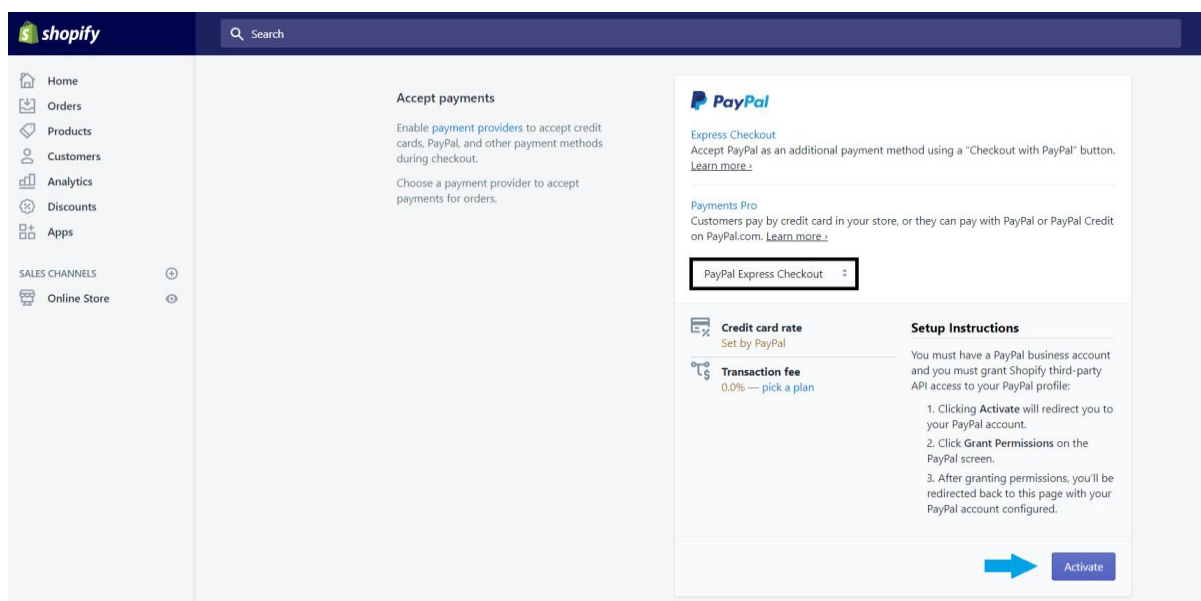 shopify
Search
Home
Orders
Products
Customers
Analytics
Discounts
Apps
SALES CHANNELS
Online Store
Accept payments
Enable payment providers to accept credit
cards, PayPal, and other payment methods
during checkout.
Choose a payment provider to accept
payments for orders.
PayPal
Express Checkout
Accept PayPal as an additional payment method using a "Checkout with PayPal" button.
Learn more ›
Payments Pro
Customers pay by credit card in your store, or they can pay with PayPal or PayPal Credit
on PayPal.com. Learn more ›
PayPal Express Checkout
Credit card rate
Set by PayPal
Transaction fee
0.0% — pick a plan
Setup Instructions
You must have a PayPal business account
and you must grant Shopify third-party
API access to your PayPal profile:
1. Clicking Activate will redirect you to
your PayPal account.
2. Click Grant Permissions on the
PayPal screen.
3. After granting permissions, you'll be
redirected back to this page with your
PayPal account configured.
Activate